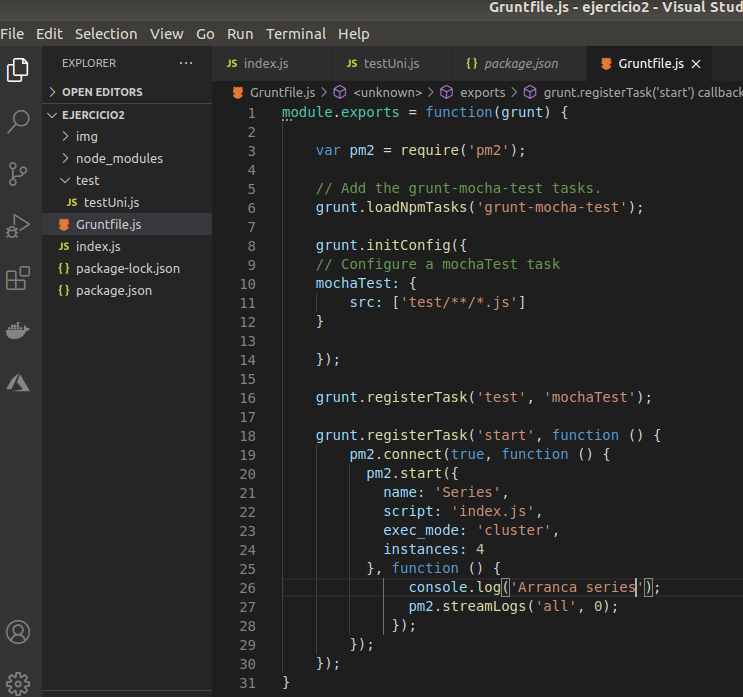 Gruntfile.js - ejercicio2 - Visual Stud
File Edit Selection View Go Run Terminal Help
EXPLORER ...
JS index.js JS testUni.js {} package.json Gruntfile.js ×
OPEN EDITORS
Gruntfile.js > <unknown> > exports > grunt.registerTask('start') callback
EJERCICIO2
img
node_modules
test
JS testUni.js
Gruntfile.js
JS index.js
{} package-lock.json
{} package.json
1 module.exports = function(grunt) {
2
3 var pm2 = require('pm2');
4
5 // Add the grunt-mocha-test tasks.
6 grunt.loadNpmTasks('grunt-mocha-test');
7
8 grunt.initConfig({
9 // Configure a mochaTest task
10 mochaTest: {
11 src: ['test/**/*.js']
12 }
13
14 });
15
16 grunt.registerTask('test', 'mochaTest');
17
18 grunt.registerTask('start', function () {
19 pm2.connect(true, function () {
20 pm2.start({
21 name: 'Series',
22 script: 'index.js',
23 exec_mode: 'cluster',
24 instances: 4
25 }, function () {
26 console.log('Arranca series');
27 pm2.streamLogs('all', 0);
28 });
29 });
30 });
31 }